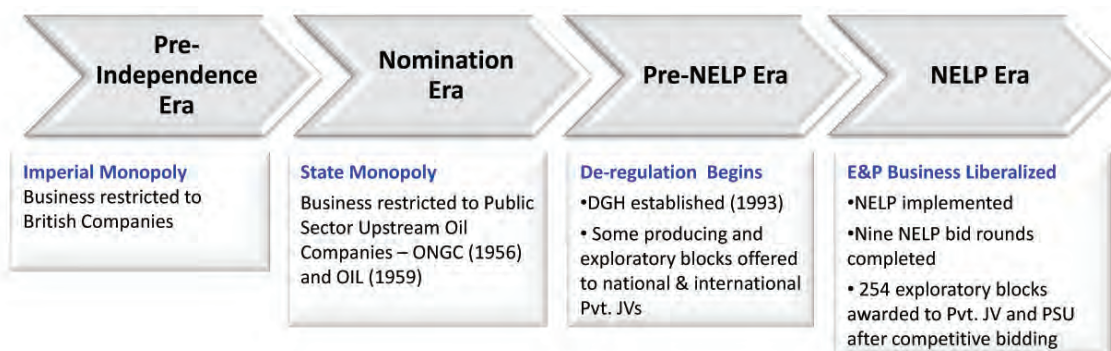 Pre-
Independence
Era
Imperial Monopoly
Business restricted to
British Companies
Nomination
Era
State Monopoly
Business restricted to Public
Sector Upstream Oil
Companies – ONGC (1956)
and OIL (1959)
Pre-NELP Era
De-regulation Begins
•DGH established (1993)
• Some producing and
exploratory blocks offered
to national & international
Pvt. JVs
NELP Era
E&P Business Liberalized
•NELP implemented
•Nine NELP bid rounds
completed
• 254 exploratory blocks
awarded to Pvt. JV and PSU
after competitive bidding